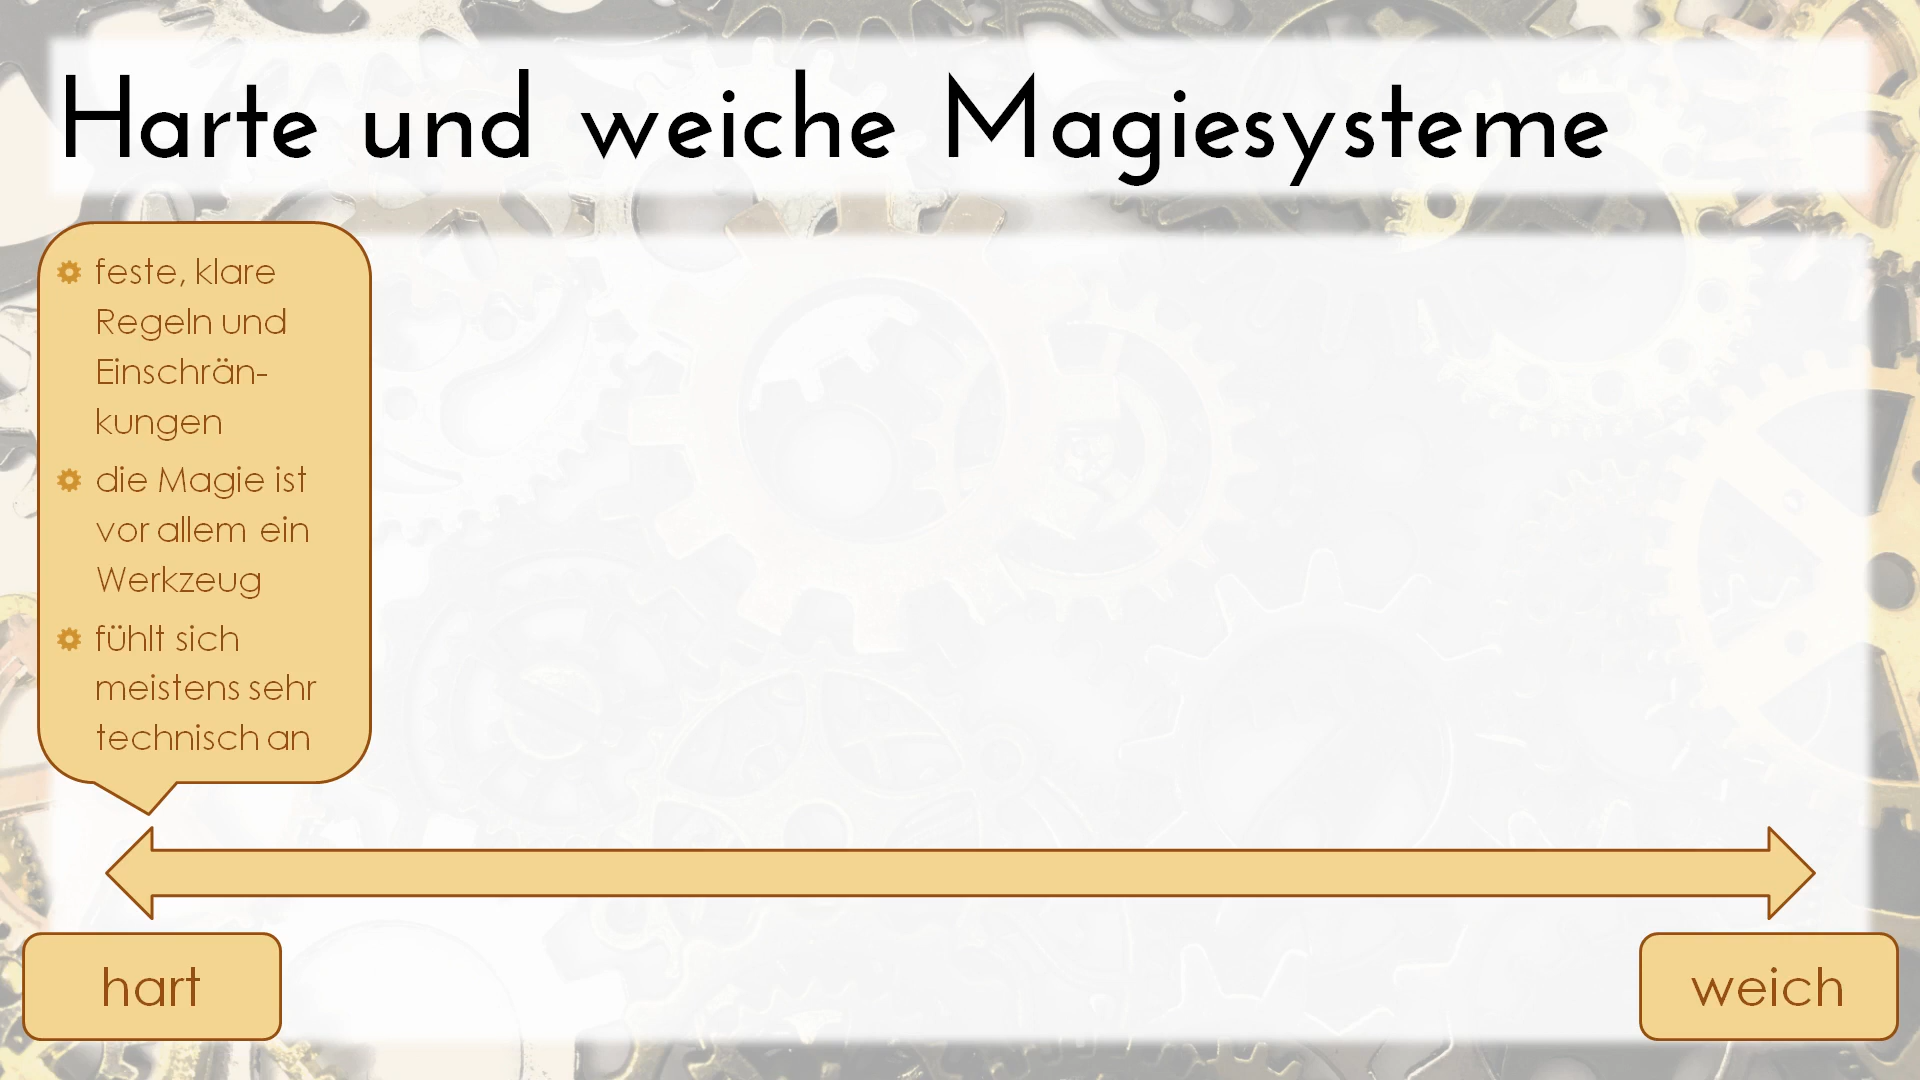 Harte und weiche Magiesysteme
feste, klare
Regeln und
Einschrän-
kungen
die Magie ist
vor allem ein
Werkzeug
fühlt sich
meistens sehr
technisch an
hart
weich